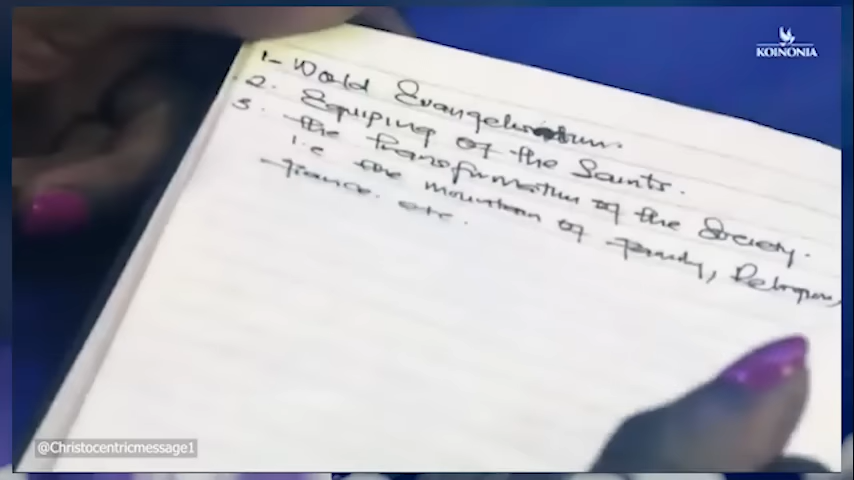 KOINONIA
1- World Evangelisation.
2. Equiping of the Saints.
3. the transformation of the Society.
i.e the mountain of Family, Religion,
finance. etc.
@Christocentricmessage1